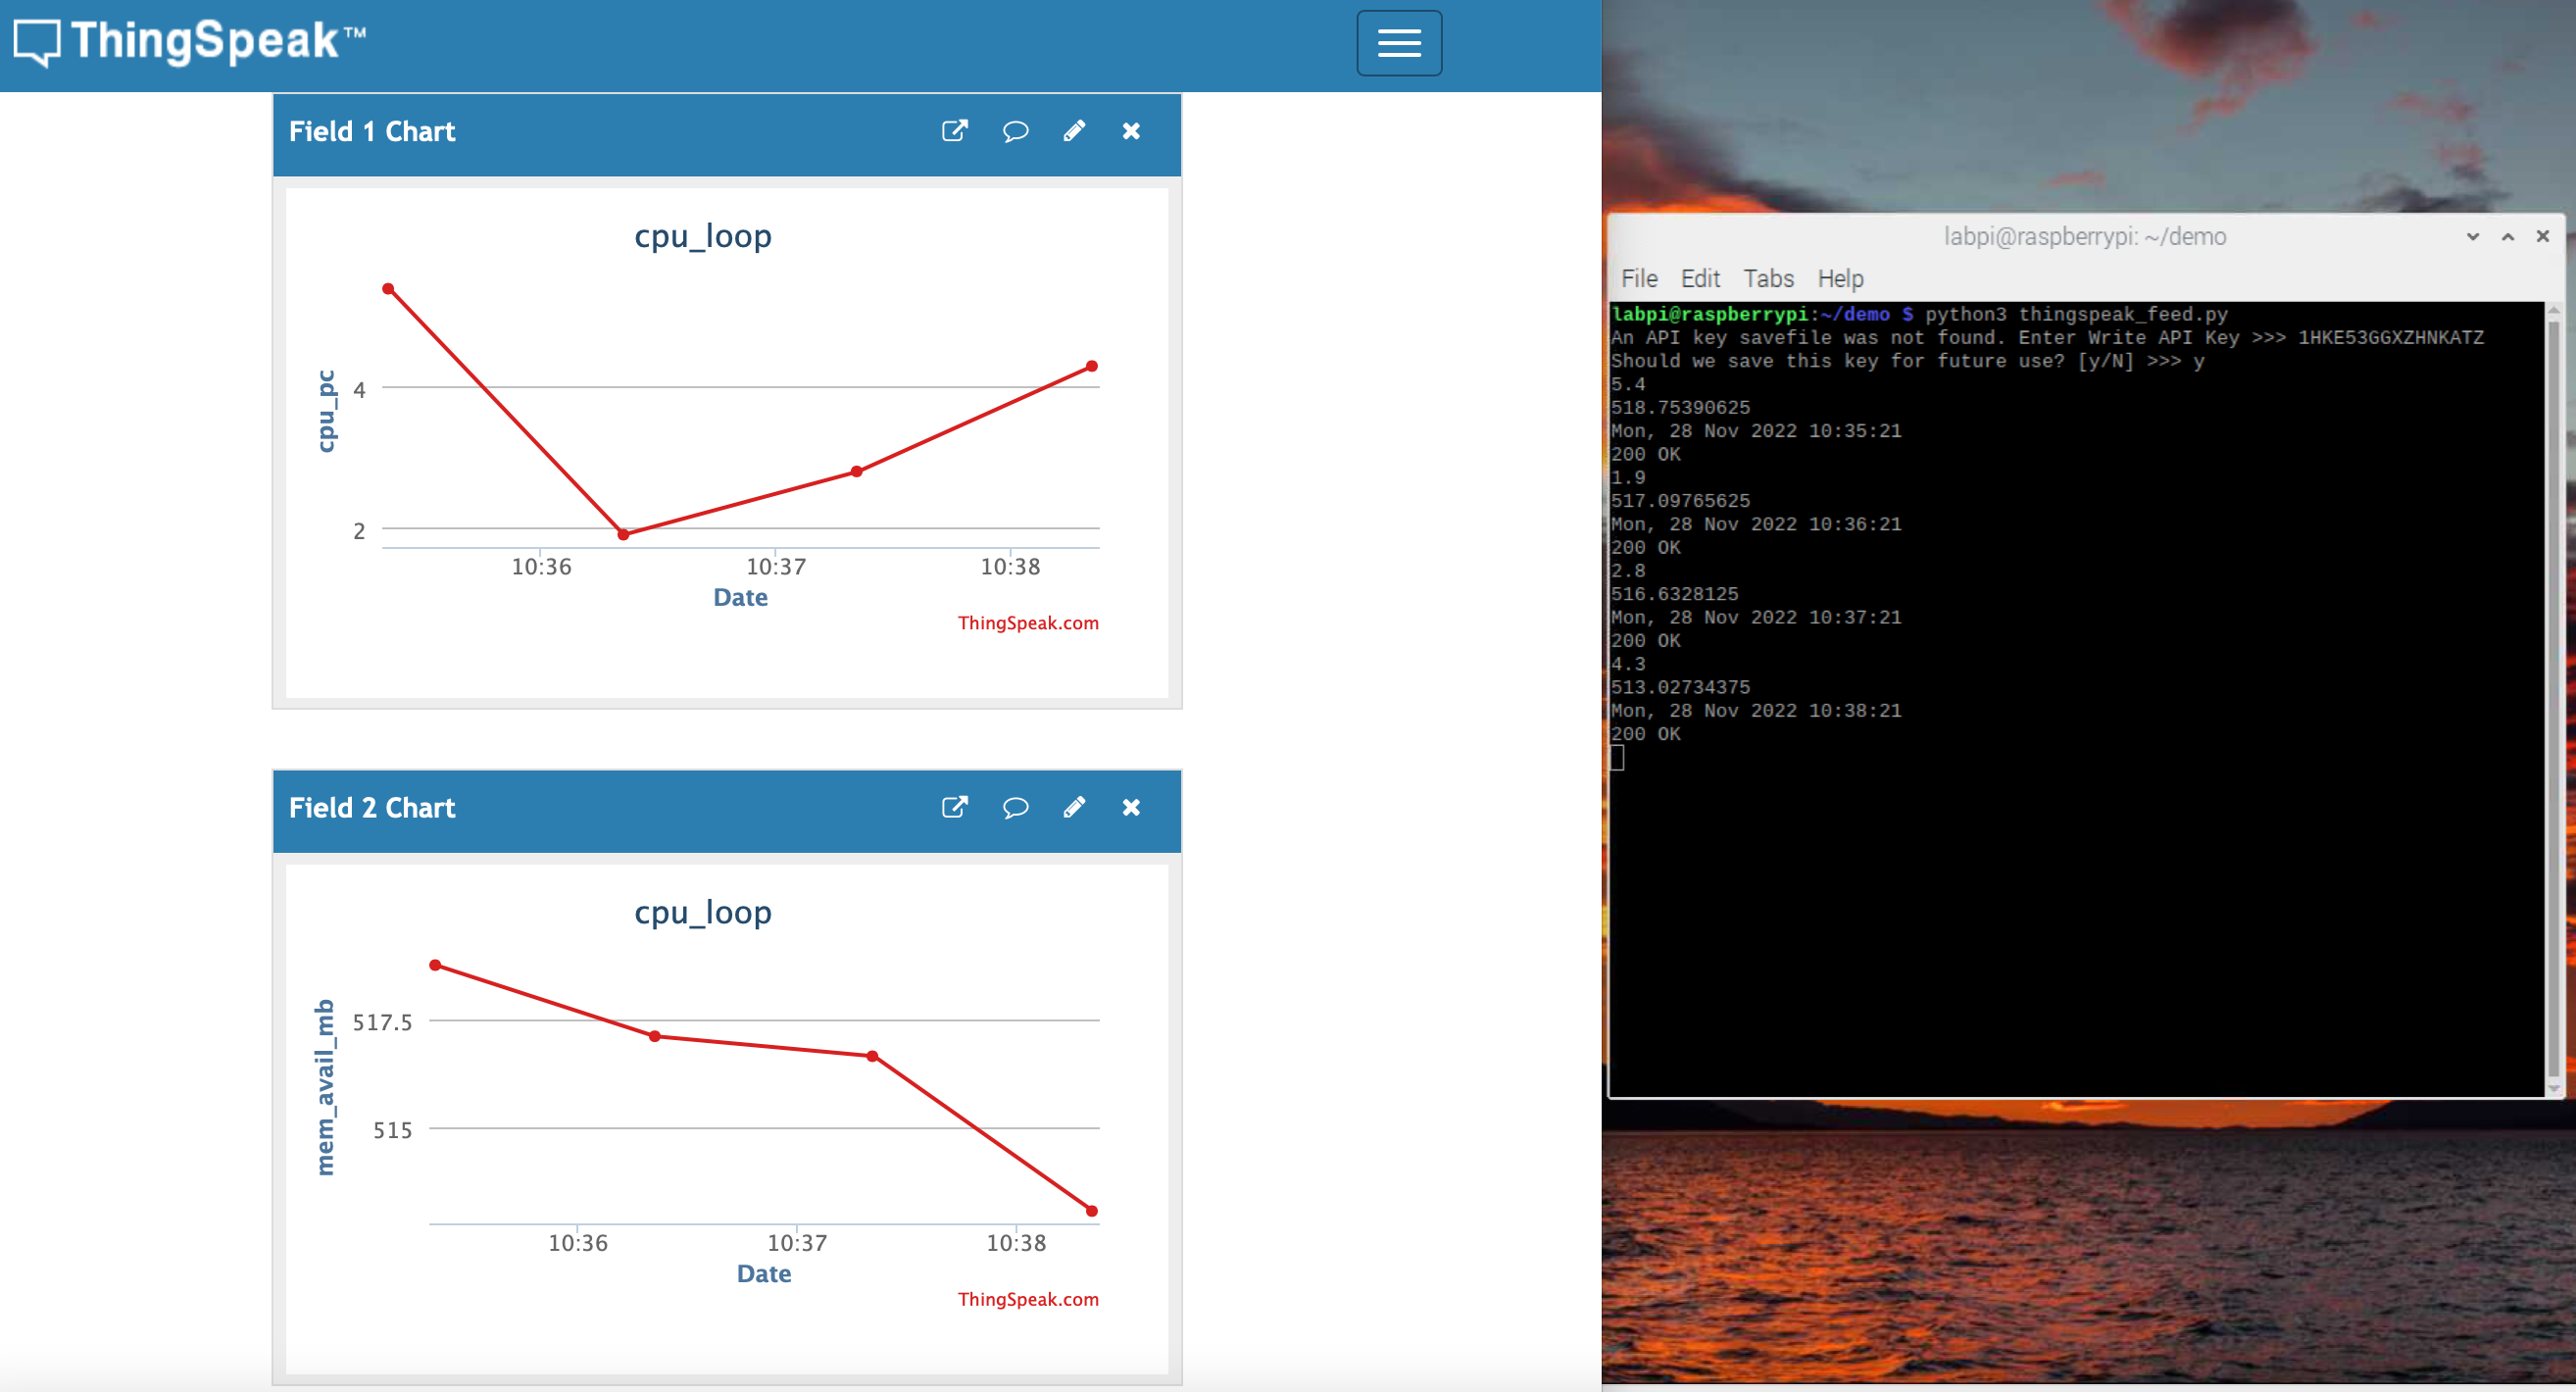 ThingSpeak™
Field 1 Chart
cpu_loop
cpu_pc
4
2
10:36 10:37 10:38
Date
ThingSpeak.com
Field 2 Chart
cpu_loop
mem_avail_mb
517.5
515
10:36 10:37 10:38
Date
ThingSpeak.com
labpi@raspberrypi: ~/demo
File Edit Tabs Help
labpi@raspberrypi:~/demo $ python3 thingspeak_feed.py
An API key savefile was not found. Enter Write API Key >>> 1HKE53GGXZHNKATZ
Should we save this key for future use? [y/N] >>> y
5.4
518.75390625
Mon, 28 Nov 2022 10:35:21
200 OK
1.9
517.09765625
Mon, 28 Nov 2022 10:36:21
200 OK
2.8
516.6328125
Mon, 28 Nov 2022 10:37:21
200 OK
4.3
513.02734375
Mon, 28 Nov 2022 10:38:21
200 OK